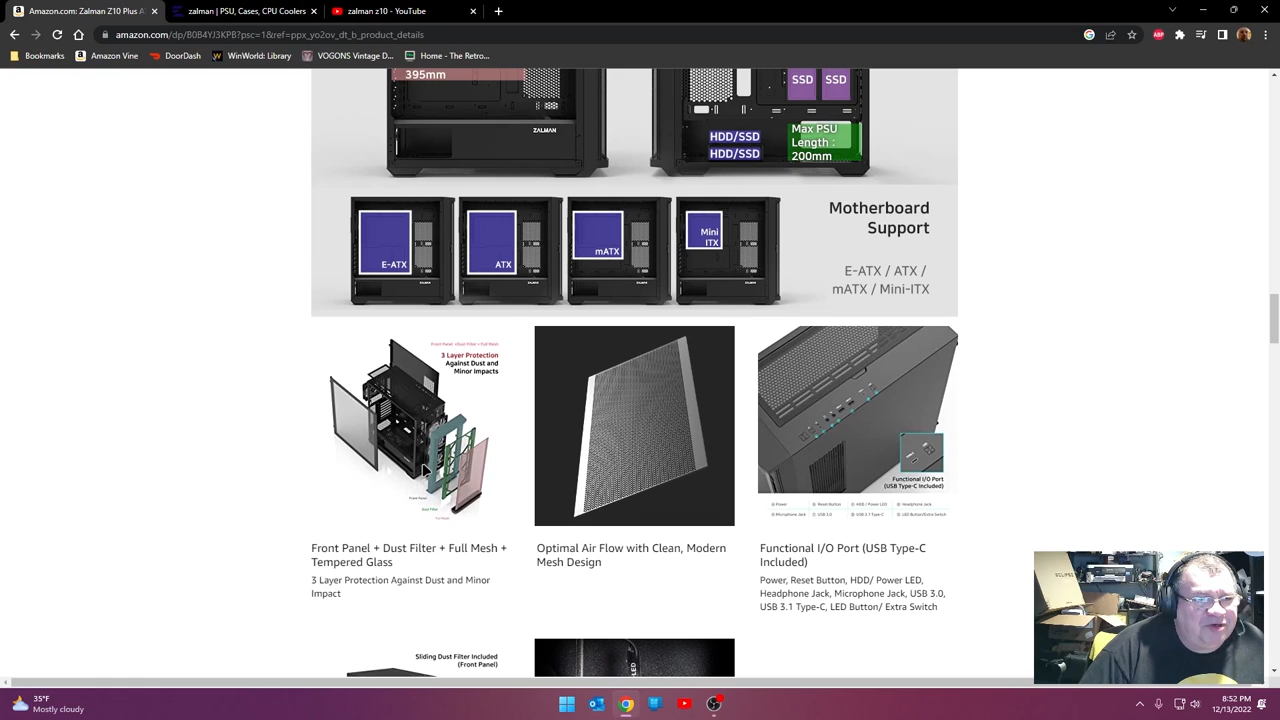 Zalman Z10 Plus A
zalman | PSU, Cases, CPU Coolers
zalman z10 - YouTube
amazon.com/dp/B0B4YJ3KPB?psc=1&ref=ppx_yo2ov_dt_b_product_details
Bookmarks
Amazon Vine
DoorDash
WinWorld: Library
VOGONS Vintage D...
Home - The Retro...
395mm
SSD
SSD
ZALMAN
HDD/SSD
HDD/SSD
Max PSU
Length :
200mm
E-ATX
ATX
mATX
Mini
ITX
Motherboard
Support
E-ATX / ATX /
mATX / Mini-ITX
3 Layer Protection
Against Dust and
Minor Impacts
Front Panel
Dust Filter
Full Mesh
Functional I/O Port
(USB Type-C Included)
Power
Reset Button
HDD / Power LED
Headphone Jack
Microphone Jack
USB 3.0
USB 3.1 Type-C
LED Button/Extra Switch
Front Panel + Dust Filter + Full Mesh +
Tempered Glass
3 Layer Protection Against Dust and Minor
Impact
Optimal Air Flow with Clean, Modern
Mesh Design
Functional I/O Port (USB Type-C
Included)
Power, Reset Button, HDD/ Power LED,
Headphone Jack, Microphone Jack, USB 3.0,
USB 3.1 Type-C, LED Button/ Extra Switch
Sliding Dust Filter Included
(Front Panel)
35°F
Mostly cloudy
8:52 PM
12/13/2022